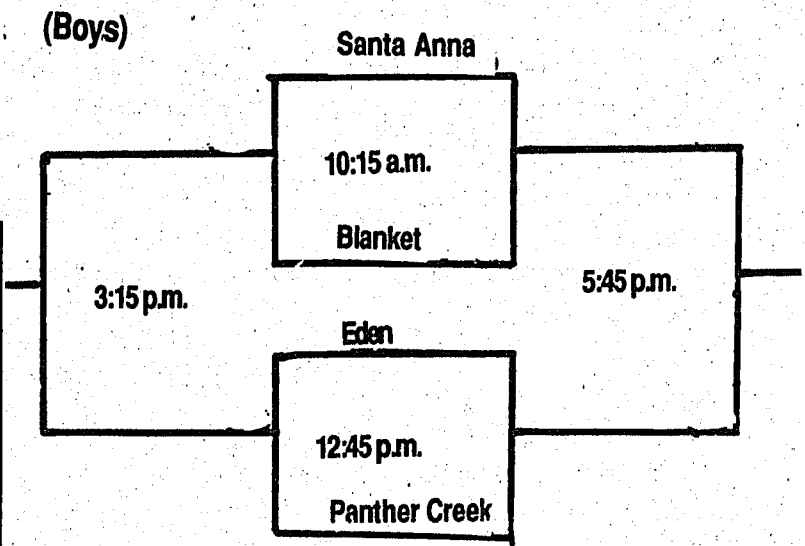 (Boys)
Santa Anna
10:15 a.m.
Blanket
3:15 p.m.
5:45 p.m.
Eden
12:45 p.m.
Panther Creek